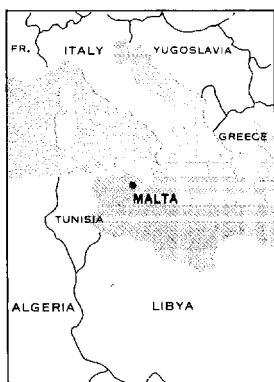 FR.
ITALY
YUGOSLAVIA
GREECE
MALTA
TUNISIA
ALGERIA
LIBYA